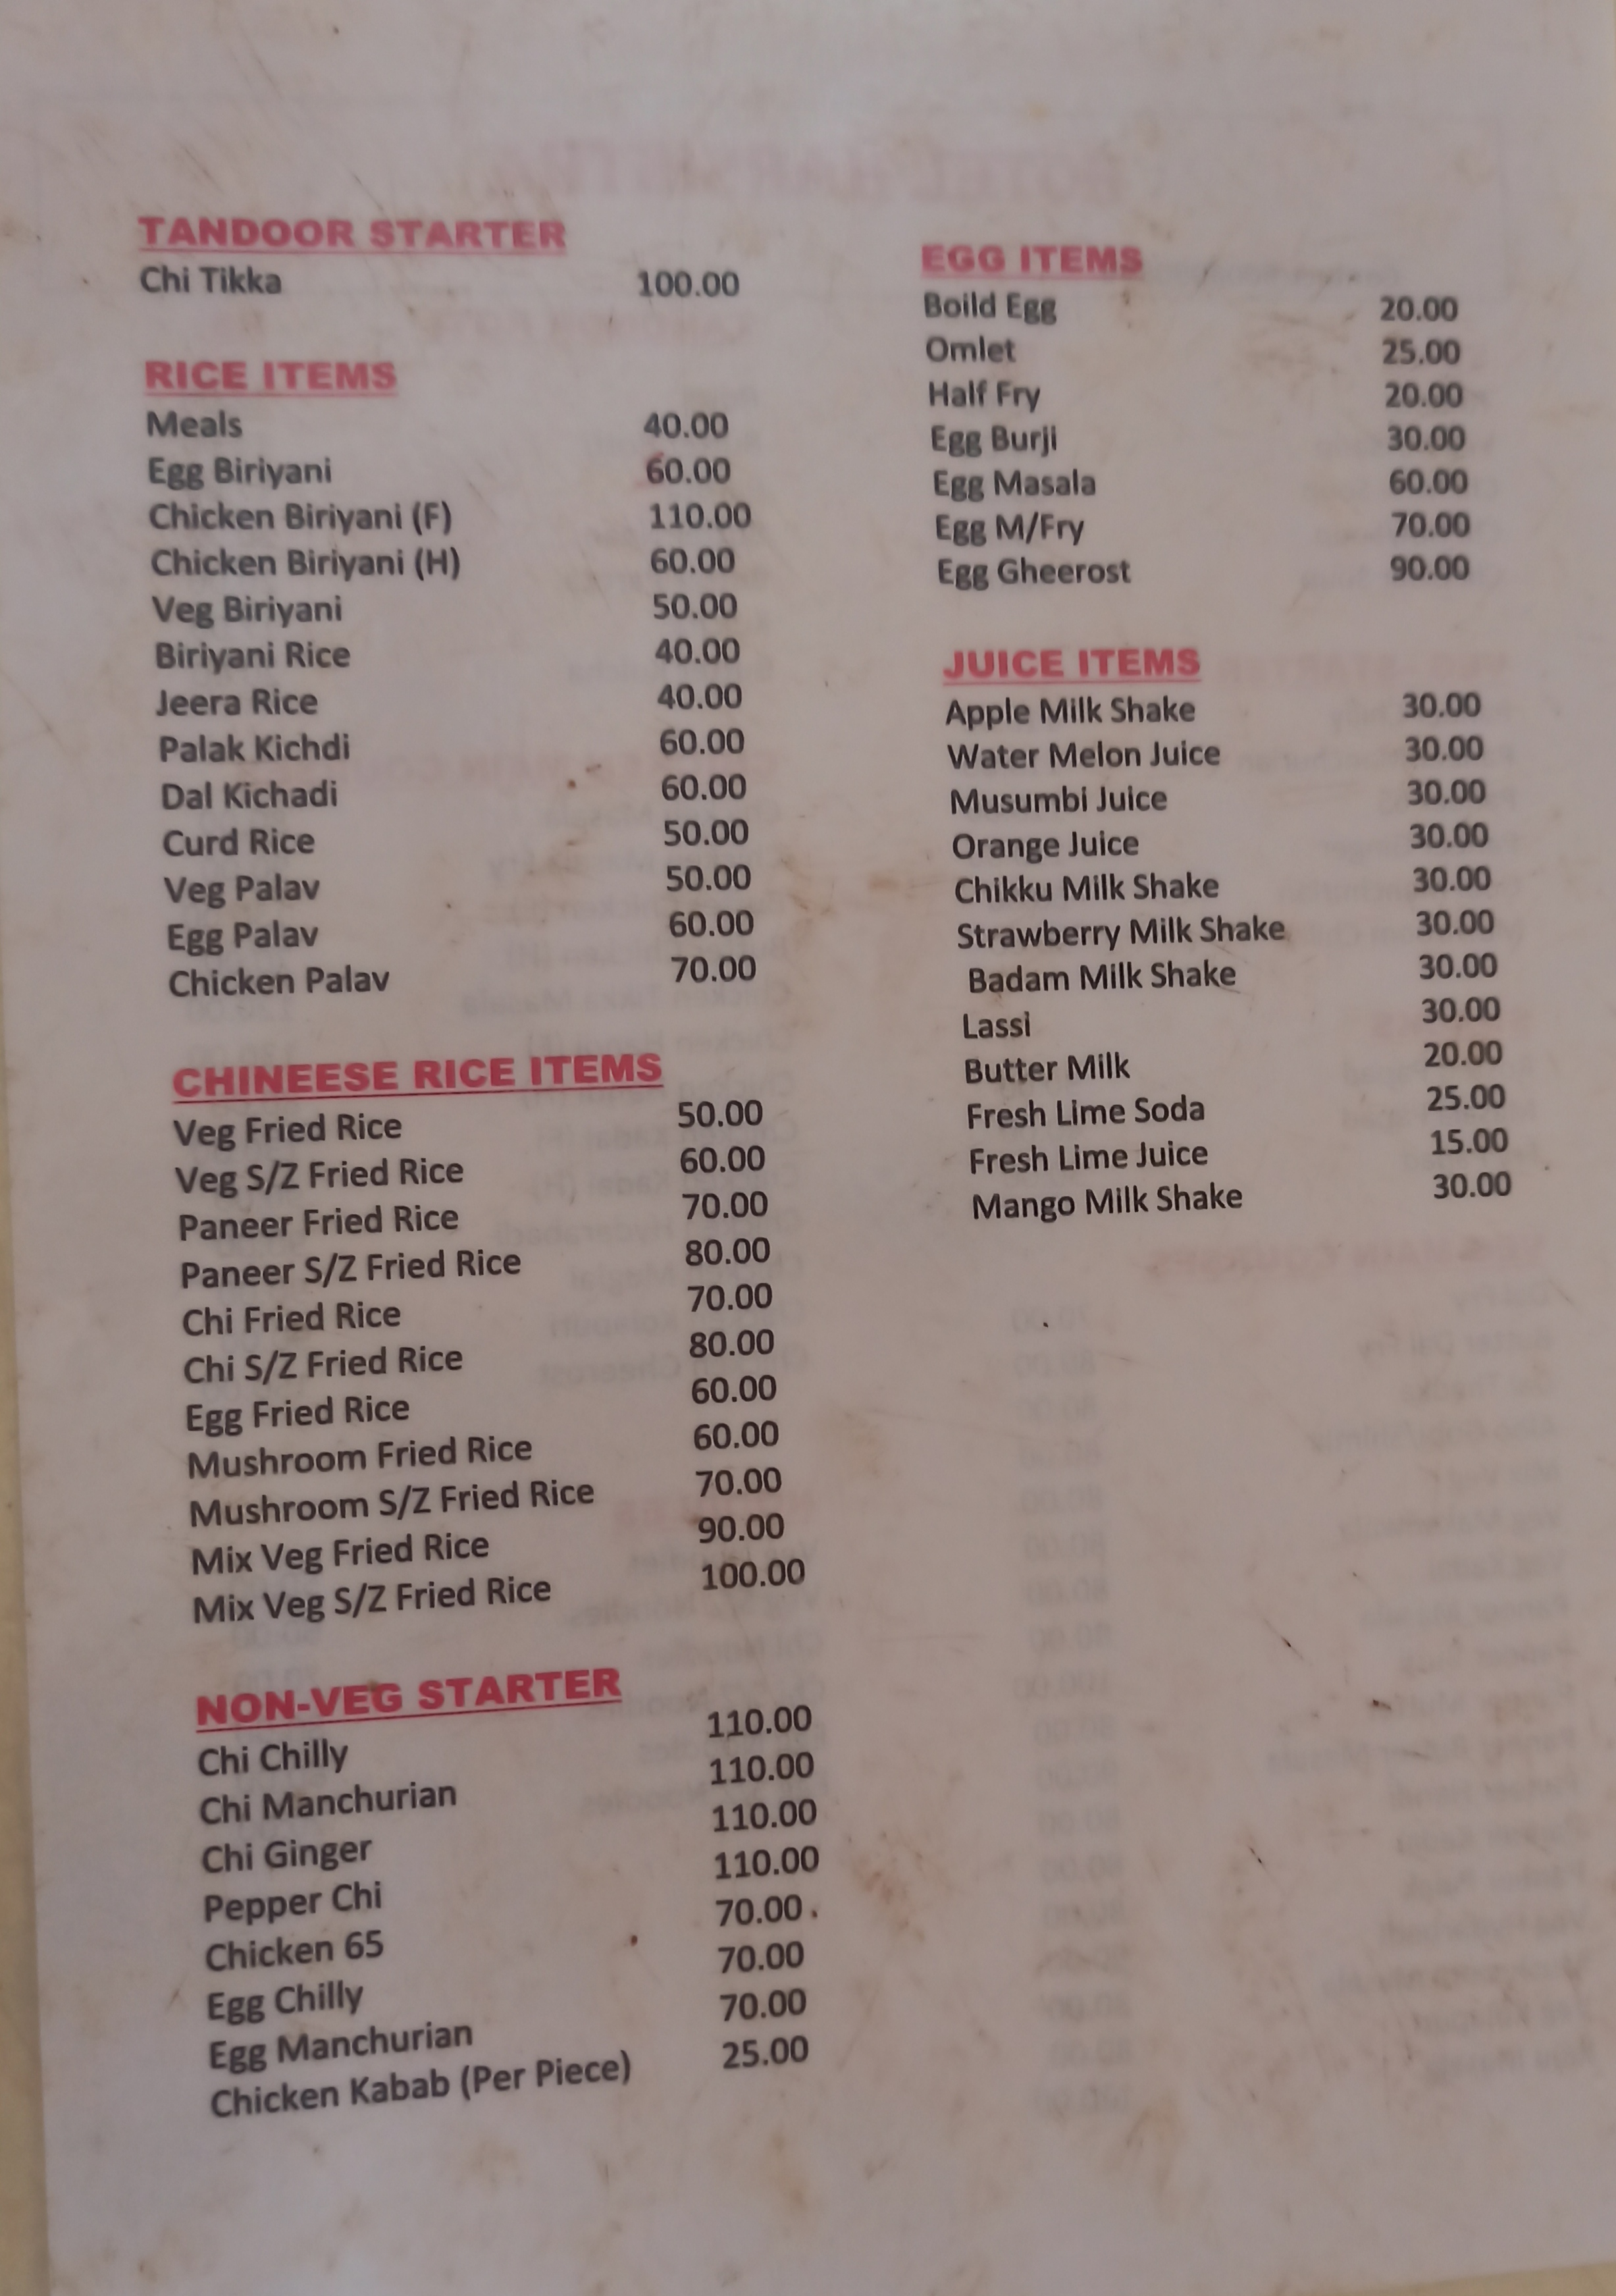 TANDOOR STARTER
Chi Tikka 100.00
RICE ITEMS
Meals 40.00
Egg Biriyani 60.00
Chicken Biriyani (F) 110.00
Chicken Biriyani (H) 60.00
Veg Biriyani 50.00
Biriyani Rice 40.00
Jeera Rice 40.00
Palak Kichdi 60.00
Dal Kichadi 60.00
Curd Rice 50.00
Veg Palav 50.00
Egg Palav 60.00
Chicken Palav 70.00
CHINEESE RICE ITEMS
Veg Fried Rice 50.00
Veg S/Z Fried Rice 60.00
Paneer Fried Rice 70.00
Paneer S/Z Fried Rice 80.00
Chi Fried Rice 70.00
Chi S/Z Fried Rice 80.00
Egg Fried Rice 60.00
Mushroom Fried Rice 60.00
Mushroom S/Z Fried Rice 70.00
Mix Veg Fried Rice 90.00
Mix Veg S/Z Fried Rice 100.00
NON-VEG STARTER
Chi Chilly 110.00
Chi Manchurian 110.00
Chi Ginger 110.00
Pepper Chi 110.00
Chicken 65 70.00
Egg Chilly 70.00
Egg Manchurian 70.00
Chicken Kabab (Per Piece) 25.00
EGG ITEMS
Boild Egg 20.00
Omlet 25.00
Half Fry 20.00
Egg Burji 30.00
Egg Masala 60.00
Egg M/Fry 70.00
Egg Gheerost 90.00
JUICE ITEMS
Apple Milk Shake 30.00
Water Melon Juice 30.00
Musumbi Juice 30.00
Orange Juice 30.00
Chikku Milk Shake 30.00
Strawberry Milk Shake 30.00
Badam Milk Shake 30.00
Lassi 30.00
Butter Milk 20.00
Fresh Lime Soda 25.00
Fresh Lime Juice 15.00
Mango Milk Shake 30.00